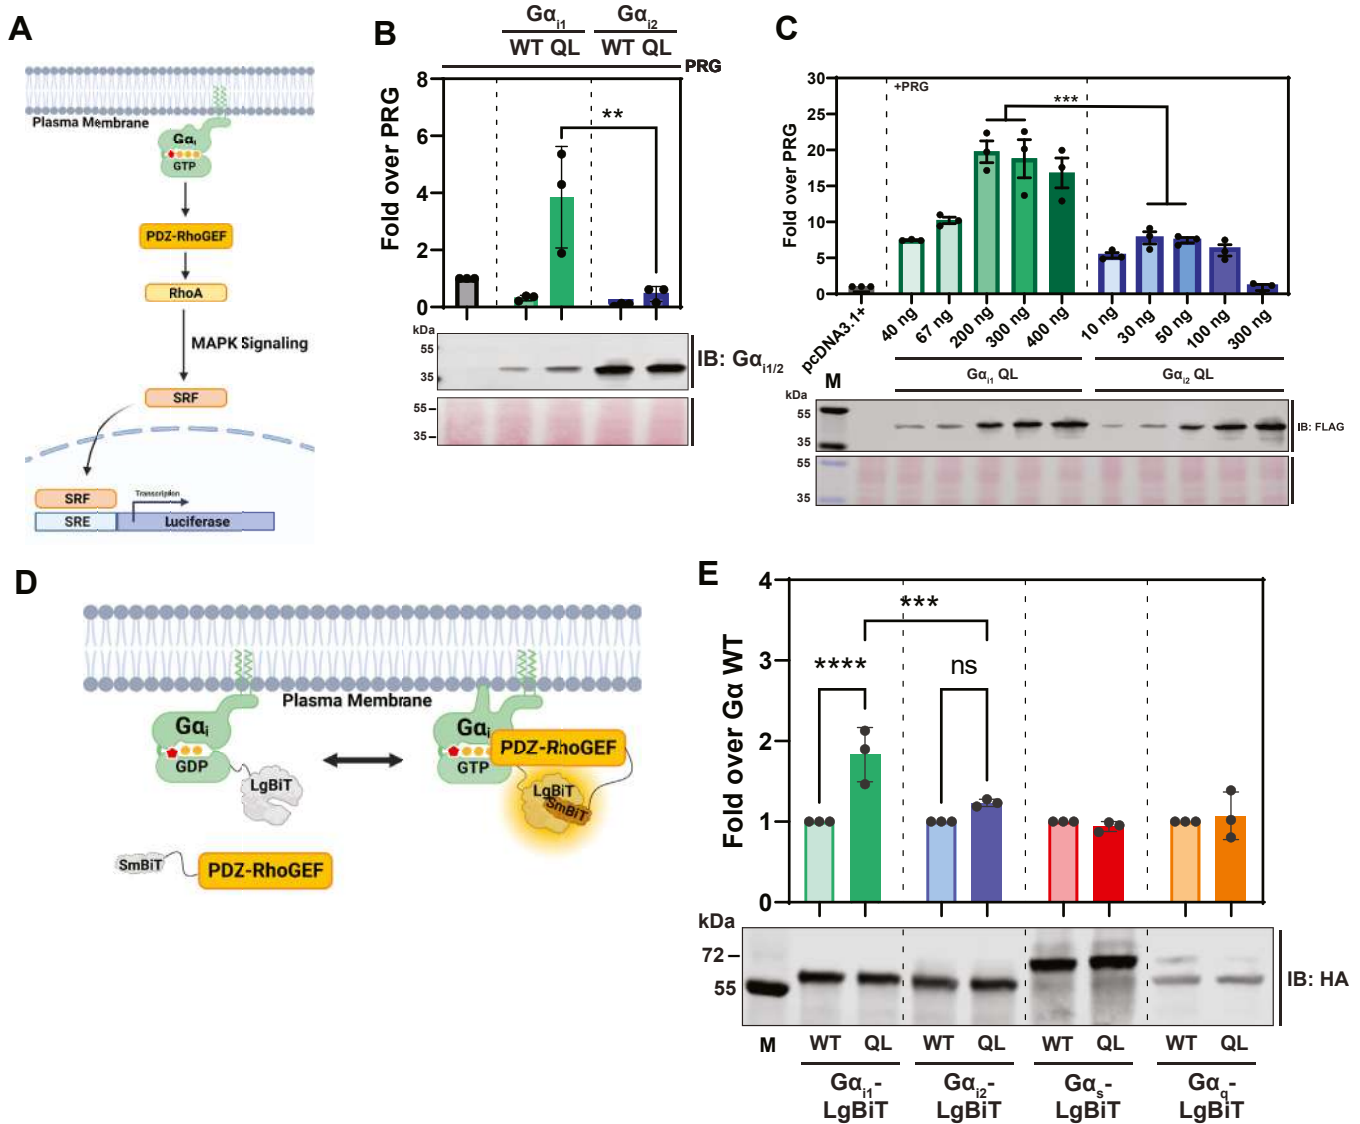 A
Plasma Membrane
Gαi
GTP
PDZ-RhoGEF
RhoA
MAPK Signaling
SRF
SRF
Transcription
SRE
Luciferase
B
Gαi1
Gαi2
WT QL WT QL
PRG
Fold over PRG
8
6
4
2
0
**
kDa
55
35
IB: Gαi1/2
55
35
C
Fold over PRG
30
25
20
15
10
5
0
+PRG
***
pcDNA3.1+
40 ng
67 ng
200 ng
300 ng
400 ng
10 ng
30 ng
50 ng
100 ng
300 ng
Gαi1 QL
Gαi2 QL
M
kDa
55
35
IB: FLAG
55
35
D
Plasma Membrane
Gαi
GDP
LgBiT
SmBiT
PDZ-RhoGEF
Gαi
GTP
PDZ-RhoGEF
LgBiT
SmBiT
E
Fold over Gα WT
4
3
2
1
0
****
***
ns
kDa
72
55
IB: HA
M WT QL WT QL WT QL WT QL
Gαi1-
LgBiT
Gαi2-
LgBiT
Gαs-
LgBiT
Gαq-
LgBiT